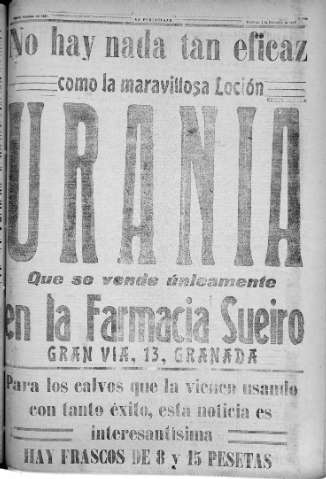 No hay nada tan eficaz
como la maravillosa Loción
URANIA
Que se vende únicamente
en la Farmacia Sueiro
GRAN VIA, 13, GRANADA
Para los calvos que la vienen usando
con tanto éxito, esta noticia es
interesantísima
HAY FRASCOS DE 8 y 15 PESETAS